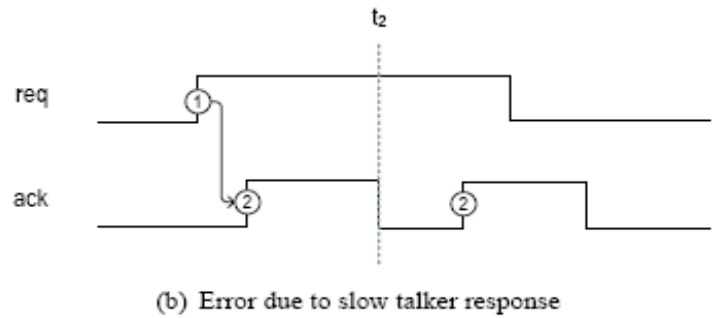 t₂
req
1
ack
2
2
(b) Error due to slow talker response